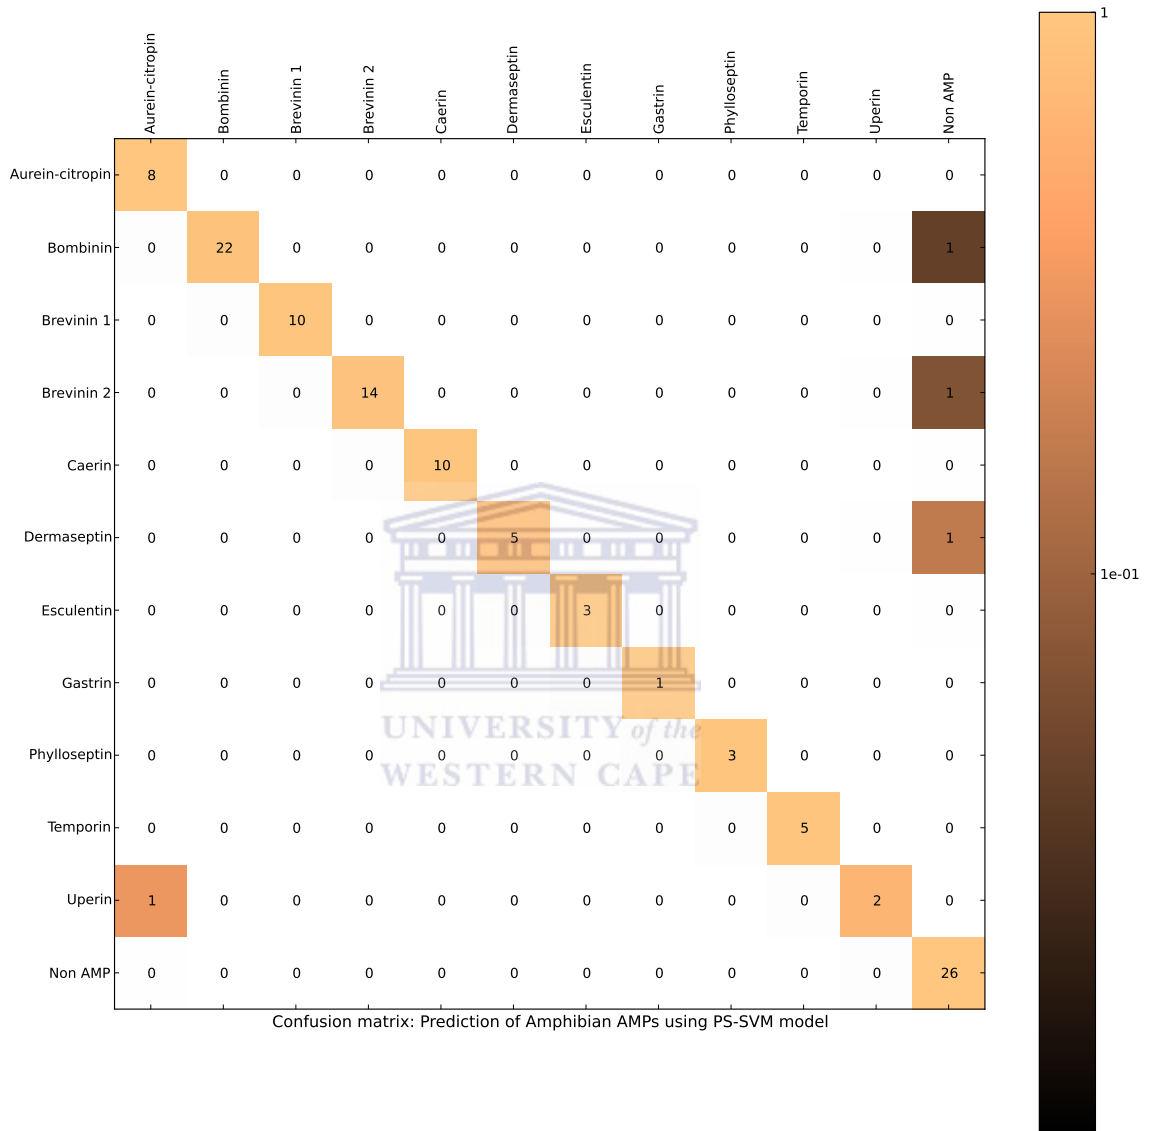 Aurein-citropin Bombinin Brevinin 1 Brevinin 2 Caerin Dermaseptin Esculentin Gastrin Phylloseptin Temporin Uperin Non AMP
Aurein-citropin 8 0 0 0 0 0 0 0 0 0 0 0
Bombinin 0 22 0 0 0 0 0 0 0 0 0 1
Brevinin 1 0 0 10 0 0 0 0 0 0 0 0 0
Brevinin 2 0 0 0 14 0 0 0 0 0 0 0 1
Caerin 0 0 0 0 10 0 0 0 0 0 0 0
Dermaseptin 0 0 0 0 0 5 0 0 0 0 0 1
Esculentin 0 0 0 0 0 0 3 0 0 0 0 0
Gastrin 0 0 0 0 0 0 0 1 0 0 0 0
UNIVERSITY of the
Phylloseptin 0 0 0 0 0 0 0 0 3 0 0 0
WESTERN CAPE
Temporin 0 0 0 0 0 0 0 0 0 5 0 0
Uperin 1 0 0 0 0 0 0 0 0 0 2 0
Non AMP 0 0 0 0 0 0 0 0 0 0 0 26
Confusion matrix: Prediction of Amphibian AMPs using PS-SVM model
1
1e-01